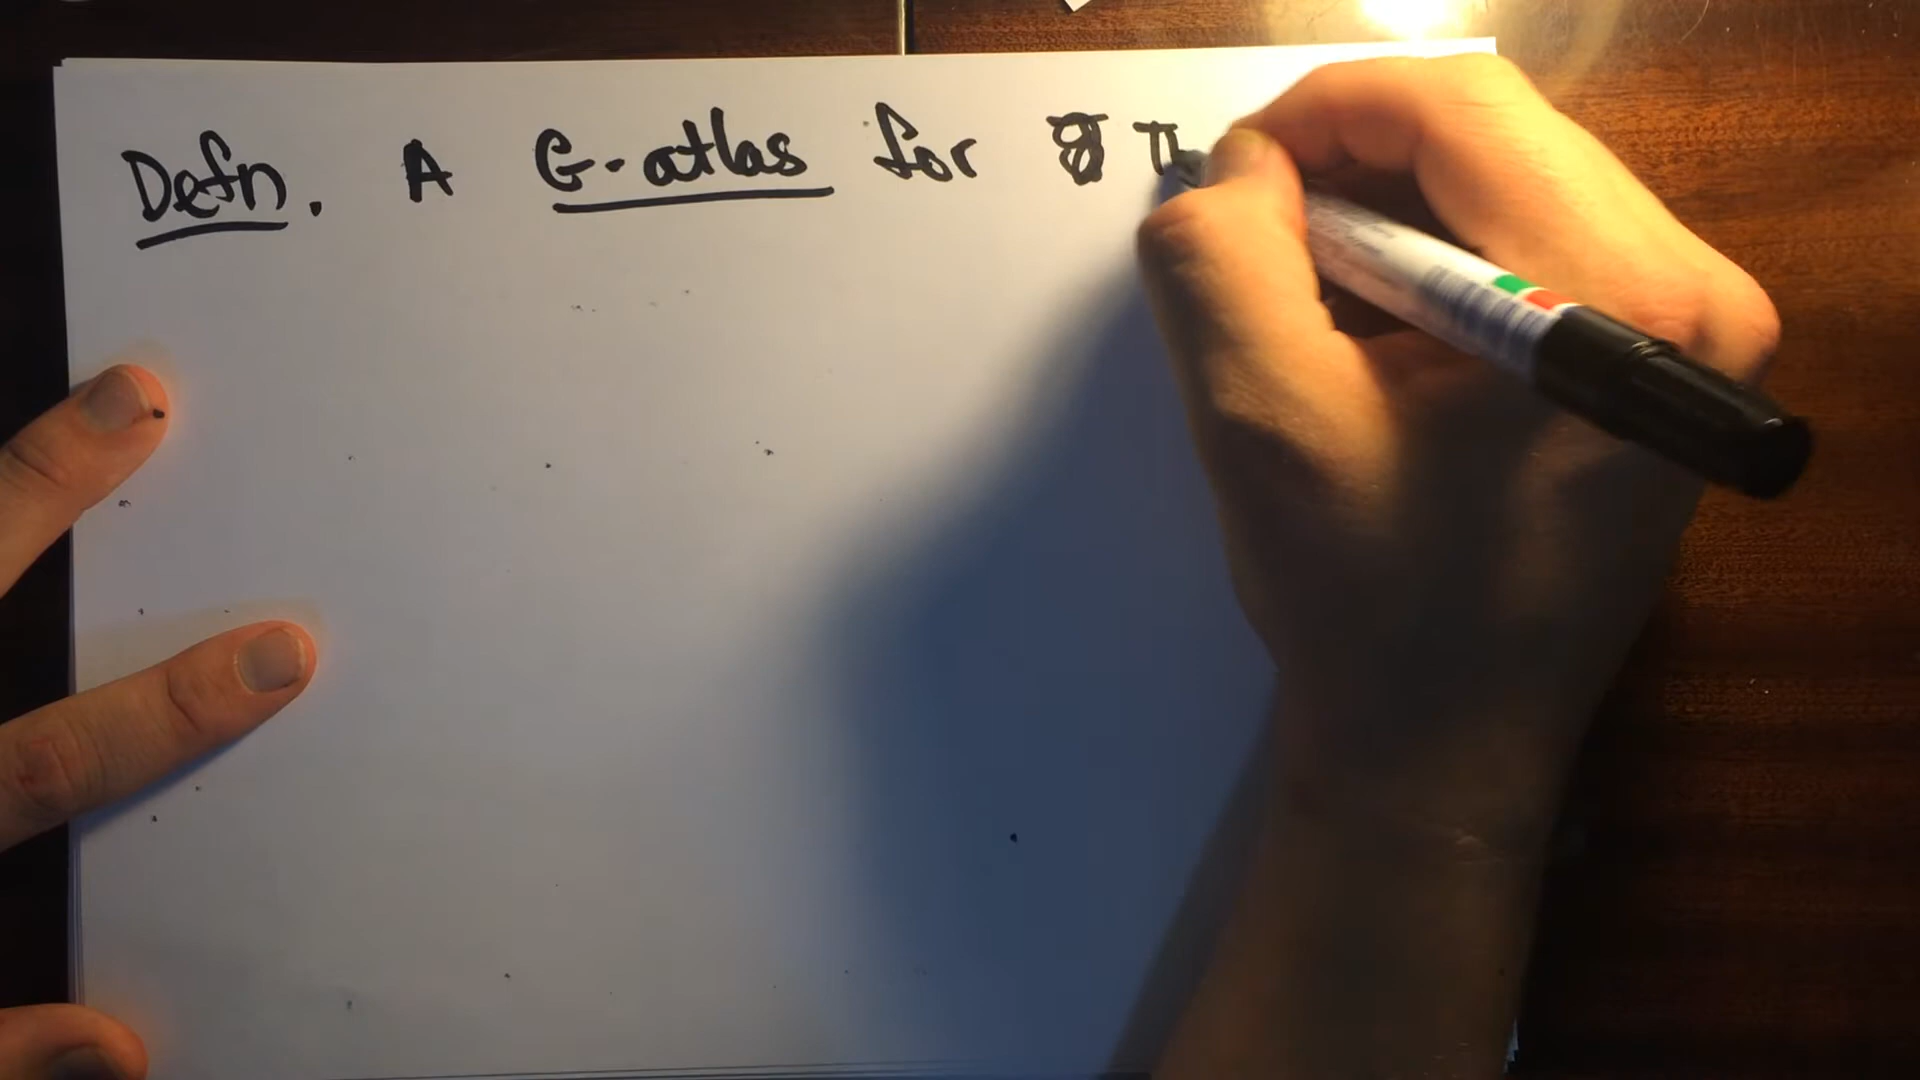 Defn. A G-atlas for π